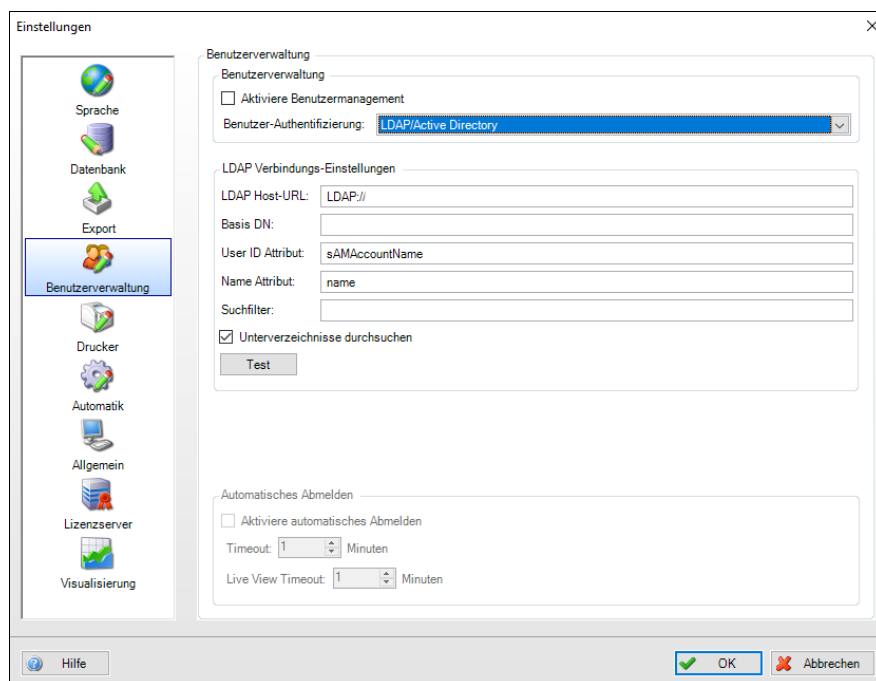 Einstellungen
Sprache
Datenbank
Export
Benutzerverwaltung
Drucker
Automatik
Allgemein
Lizenzserver
Visualisierung
Benutzerverwaltung
Benutzerverwaltung
Aktiviere Benutzermanagement
Benutzer-Authentifizierung: LDAP/Active Directory
LDAP Verbindungs-Einstellungen
LDAP Host-URL: LDAP://
Basis DN:
User ID Attribut: sAMAccountName
Name Attribut: name
Suchfilter:
Unterverzeichnisse durchsuchen
Test
Automatisches Abmelden
Aktiviere automatisches Abmelden
Timeout: 1 Minuten
Live View Timeout: 1 Minuten
Hilfe
OK
Abbrechen